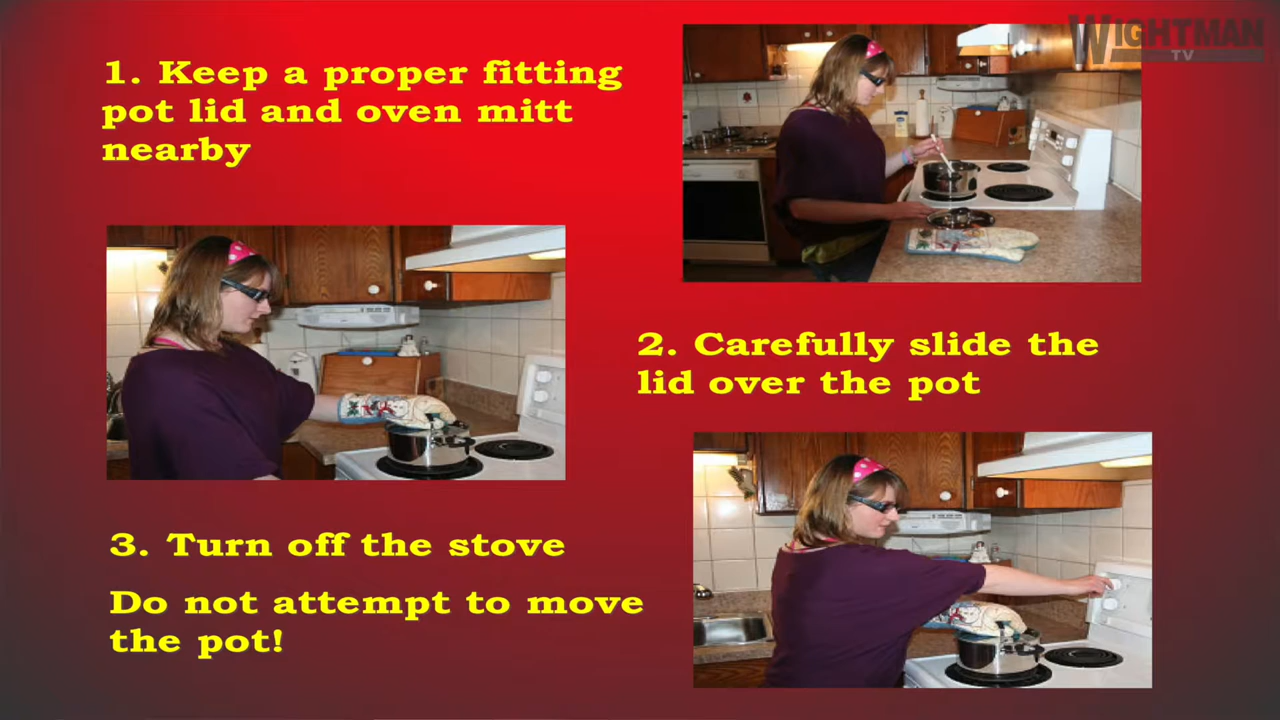 WIGHTMAN
TV
1. Keep a proper fitting
pot lid and oven mitt
nearby
2. Carefully slide the
lid over the pot
3. Turn off the stove
Do not attempt to move
the pot!